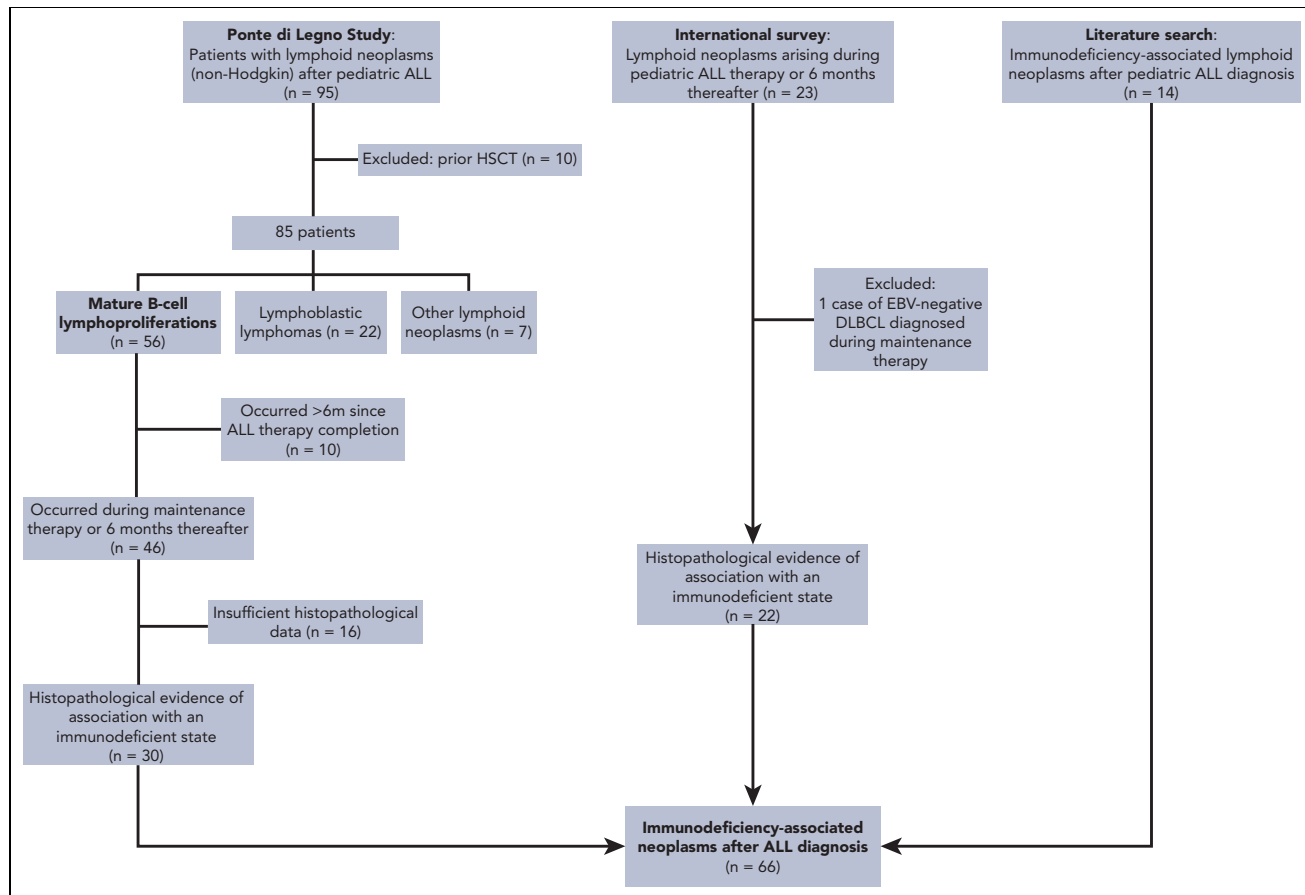 Ponte di Legno Study:
Patients with lymphoid neoplasms
(non-Hodgkin) after pediatric ALL
(n = 95)
International survey:
Lymphoid neoplasms arising during
pediatric ALL therapy or 6 months
thereafter (n = 23)
Literature search:
Immunodeficiency-associated lymphoid
neoplasms after pediatric ALL diagnosis
(n = 14)
Excluded: prior HSCT (n = 10)
85 patients
Mature B-cell
lymphoproliferations
(n = 56)
Lymphoblastic
lymphomas (n = 22)
Other lymphoid
neoplasms (n = 7)
Excluded:
1 case of EBV-negative
DLBCL diagnosed
during maintenance
therapy
Occurred >6m since
ALL therapy completion
(n = 10)
Occurred during maintenance
therapy or 6 months thereafter
(n = 46)
Histopathological evidence of
association with an
immunodeficient state
(n = 22)
Insufficient histopathological
data (n = 16)
Histopathological evidence of
association with an
immunodeficient state
(n = 30)
Immunodeficiency-associated
neoplasms after ALL diagnosis
(n = 66)